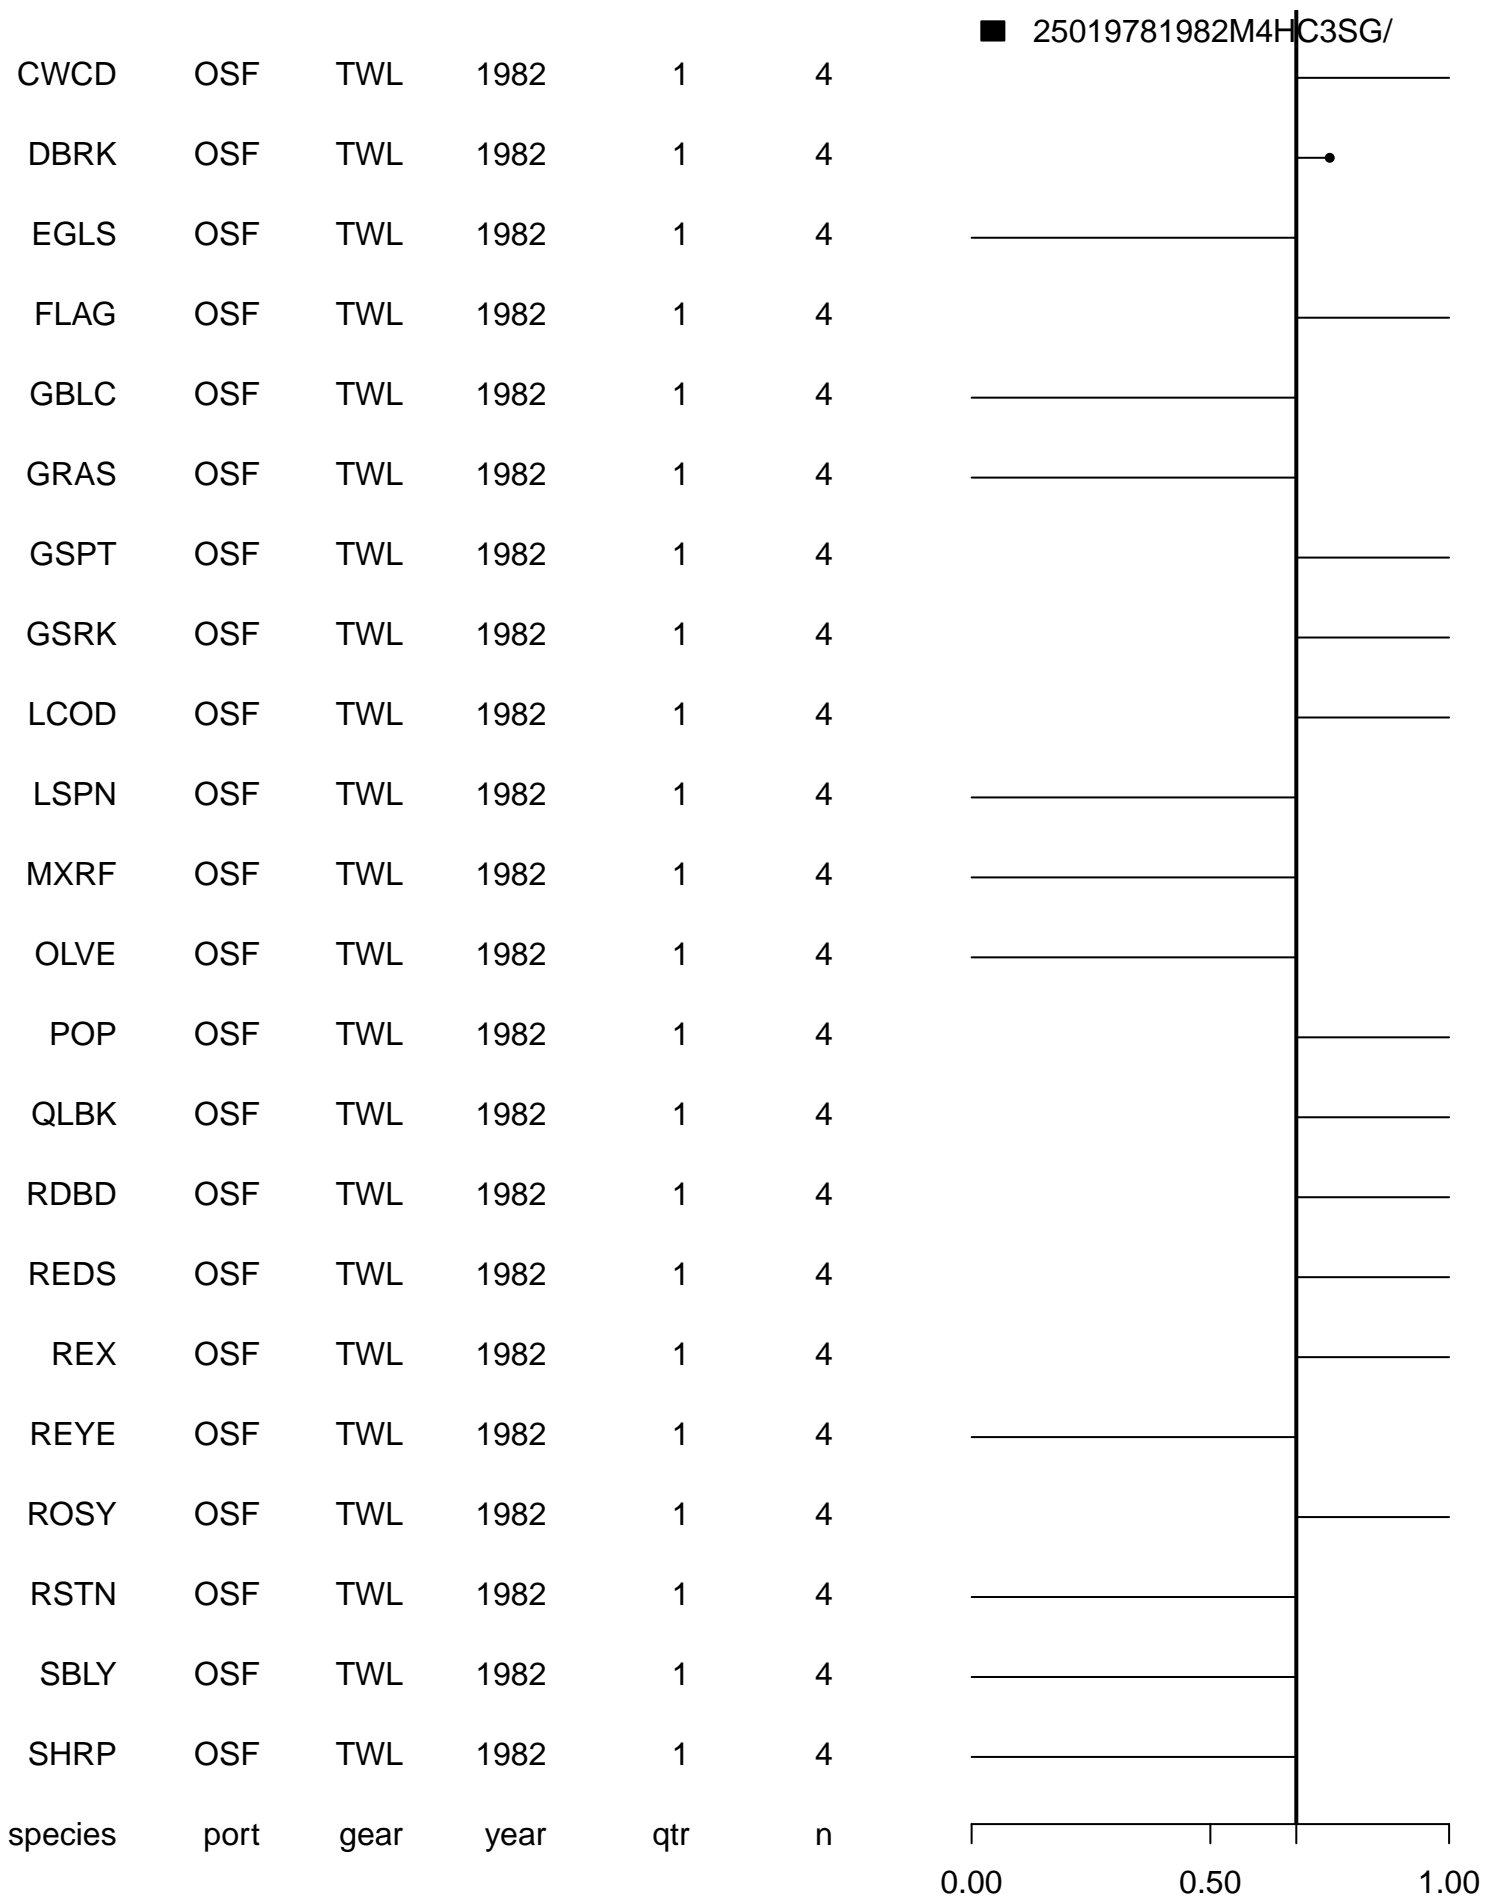 25019781982M4HC3SG/
CWCD OSF TWL 1982 1 4
DBRK OSF TWL 1982 1 4
EGLS OSF TWL 1982 1 4
FLAG OSF TWL 1982 1 4
GBLC OSF TWL 1982 1 4
GRAS OSF TWL 1982 1 4
GSPT OSF TWL 1982 1 4
GSRK OSF TWL 1982 1 4
LCOD OSF TWL 1982 1 4
LSPN OSF TWL 1982 1 4
MXRF OSF TWL 1982 1 4
OLVE OSF TWL 1982 1 4
POP OSF TWL 1982 1 4
QLBK OSF TWL 1982 1 4
RDBD OSF TWL 1982 1 4
REDS OSF TWL 1982 1 4
REX OSF TWL 1982 1 4
REYE OSF TWL 1982 1 4
ROSY OSF TWL 1982 1 4
RSTN OSF TWL 1982 1 4
SBLY OSF TWL 1982 1 4
SHRP OSF TWL 1982 1 4
species port gear year qtr n
0.00 0.50 1.00